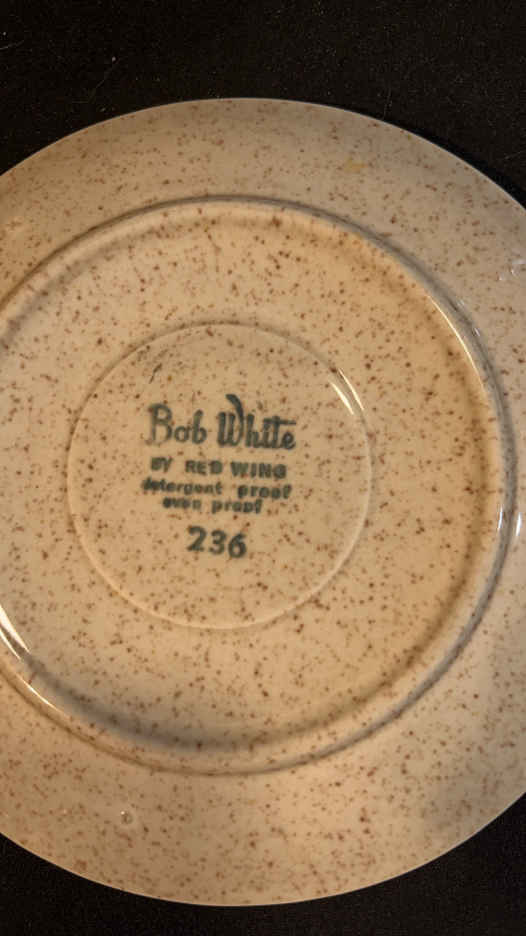 Bob White
BY RED WING
detergent proof
oven proof
236